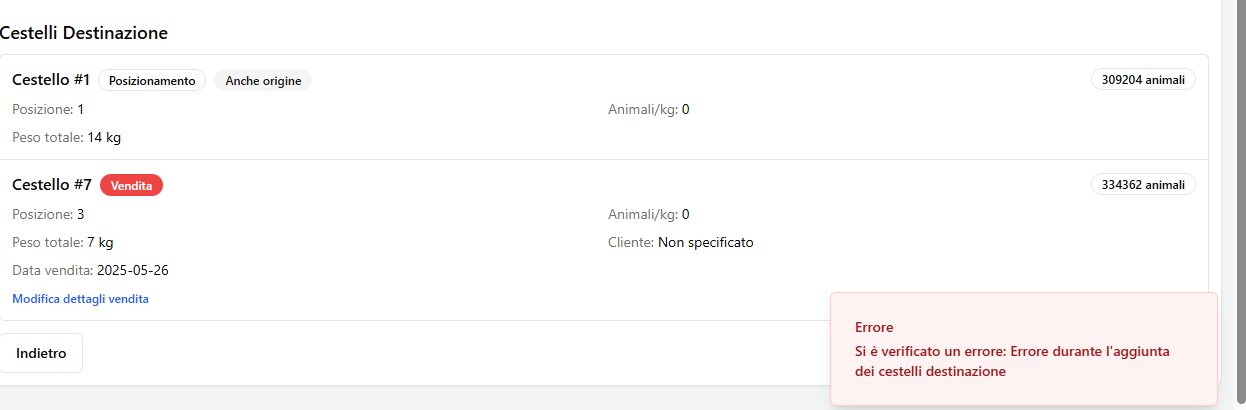 Cestelli Destinazione
Cestello #1 Posizionamento Anche origine 309204 animali
Posizione: 1 Animali/kg: 0
Peso totale: 14 kg
Cestello #7 Vendita 334362 animali
Posizione: 3 Animali/kg: 0
Peso totale: 7 kg Cliente: Non specificato
Data vendita: 2025-05-26
Modifica dettagli vendita
Indietro
Errore
Si è verificato un errore: Errore durante l'aggiunta
dei cestelli destinazione